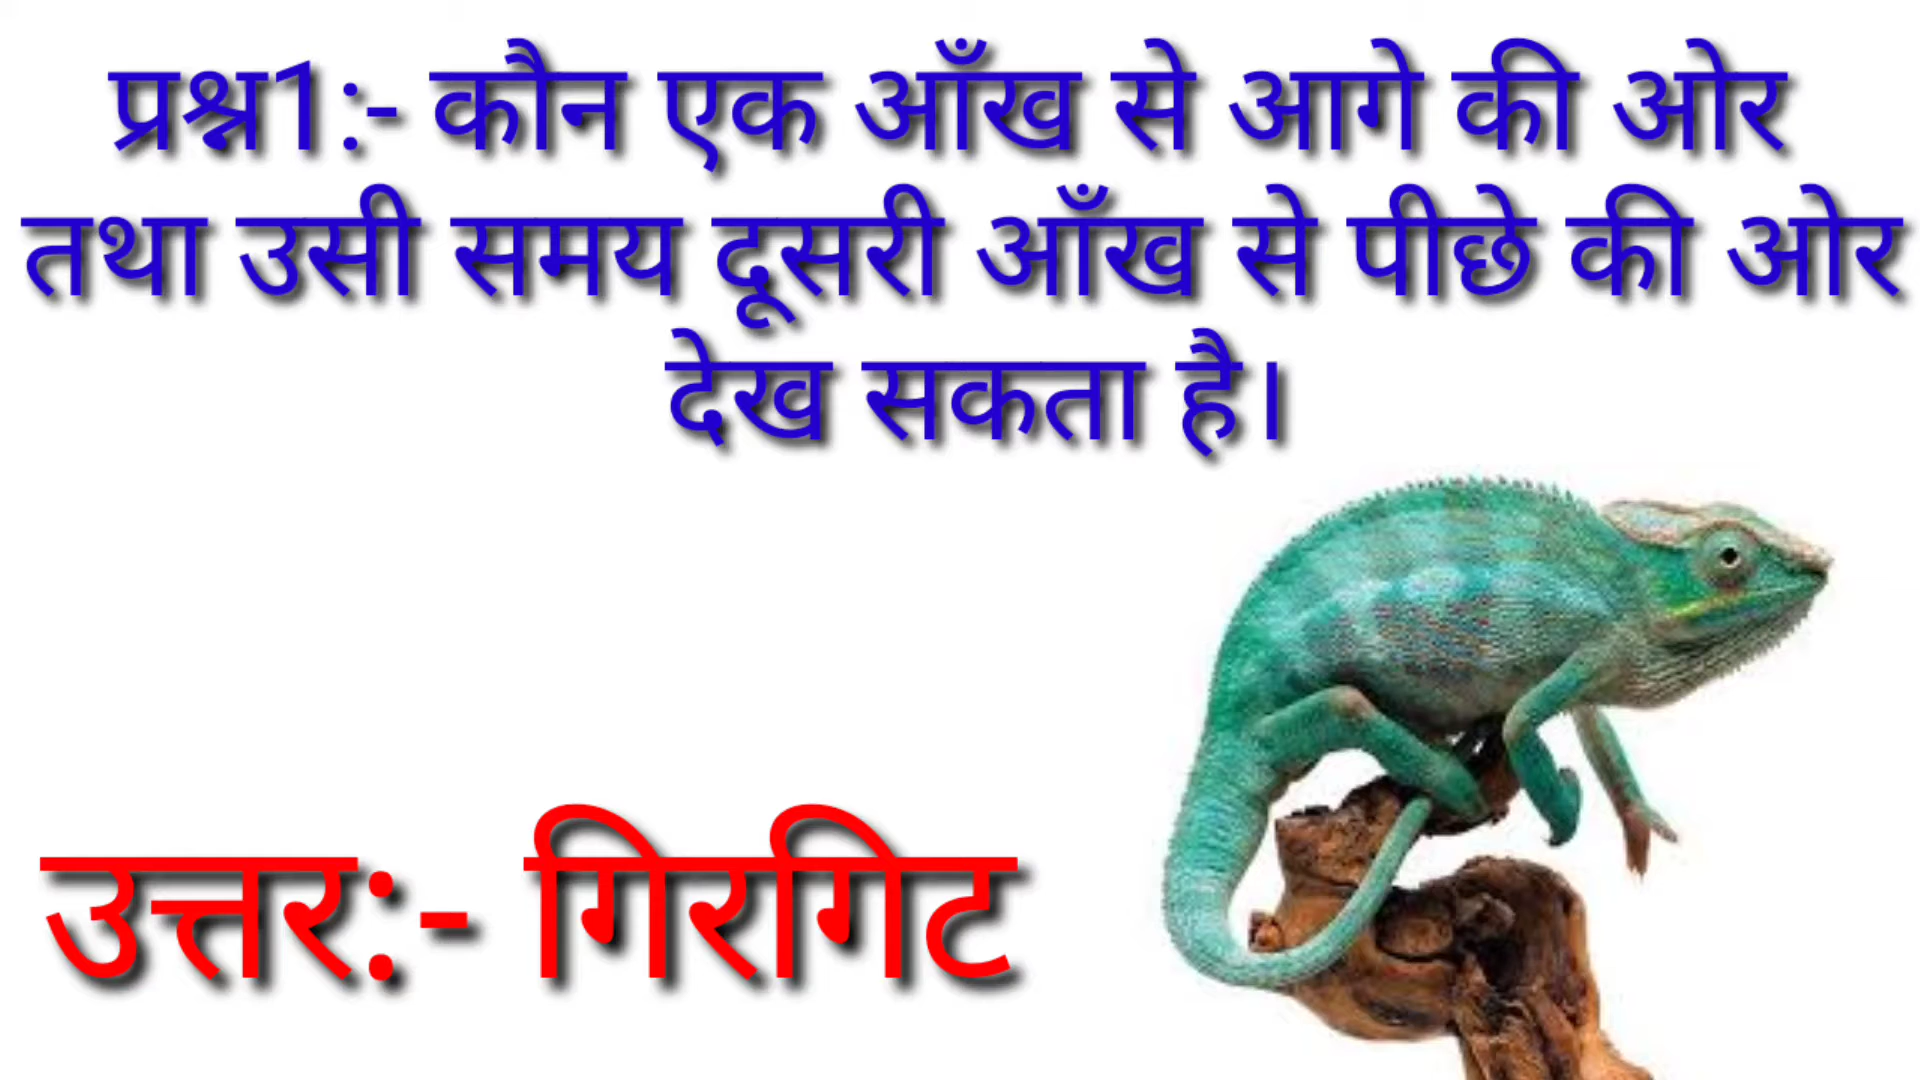 प्रश्न1:- कौन एक आँख से आगे की ओर
तथा उसी समय दूसरी आँख से पीछे की ओर
देख सकता है।
उत्तर:- गिरगिट